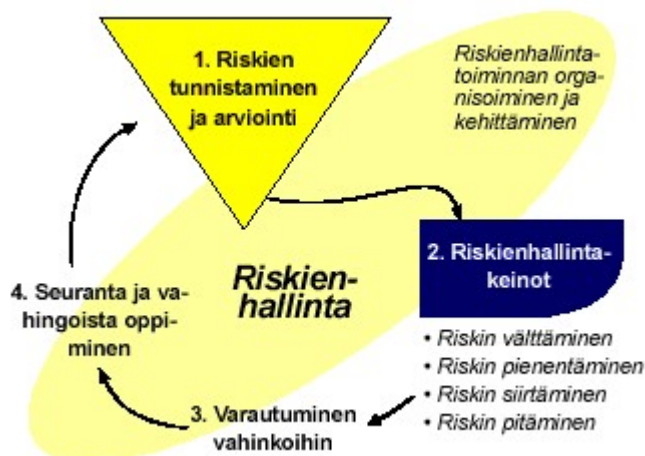 1. Riskien
tunnistaminen
ja arviointi
Riskienhallinta-
toiminnan orga-
nisoiminen ja
kehittäminen
2. Riskienhallinta-
keinot
Riskien-
hallinta
4. Seuranta ja va-
hingoista oppi-
minen
• Riskin välttäminen
• Riskin pienentäminen
• Riskin siirtäminen
• Riskin pitäminen
3. Varautuminen
vahinkoihin